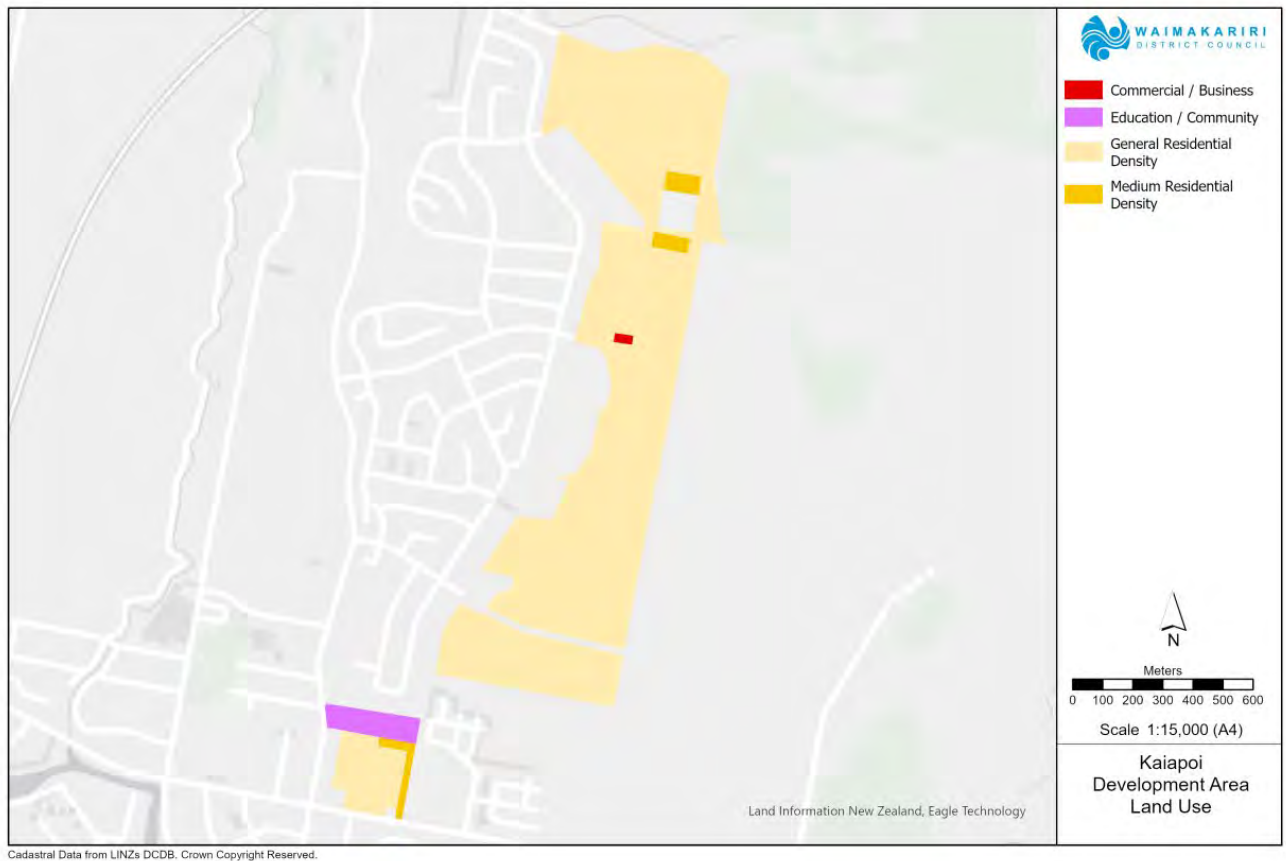 WAIMAKARIRI
DISTRICT COUNCIL
Commercial / Business
Education / Community
General Residential
Density
Medium Residential
Density
N
Meters
0 100 200 300 400 500 600
Scale 1:15,000 (A4)
Kaiapoi
Development Area
Land Use
Land Information New Zealand, Eagle Technology
Cadastral Data from LINZs DCDB. Crown Copyright Reserved.